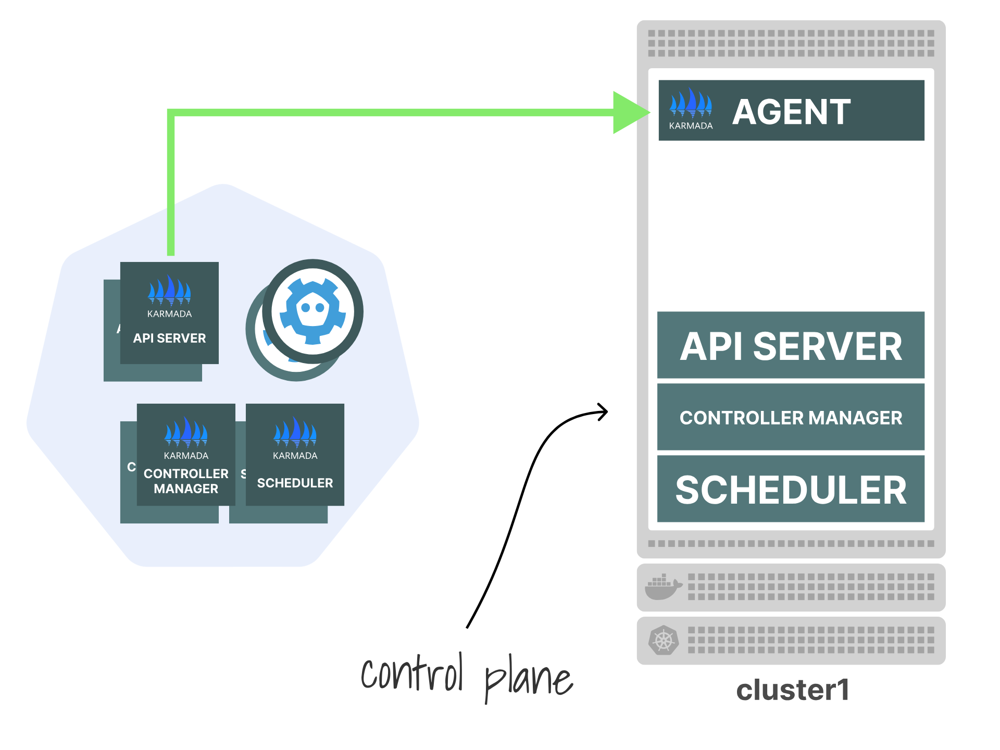 KARMADA
AGENT
KARMADA
A
API SERVER
API SERVER
CONTROLLER MANAGER
KARMADA
C
CONTROLLER
MANAGER
KARMADA
S
SCHEDULER
SCHEDULER
control plane
cluster1